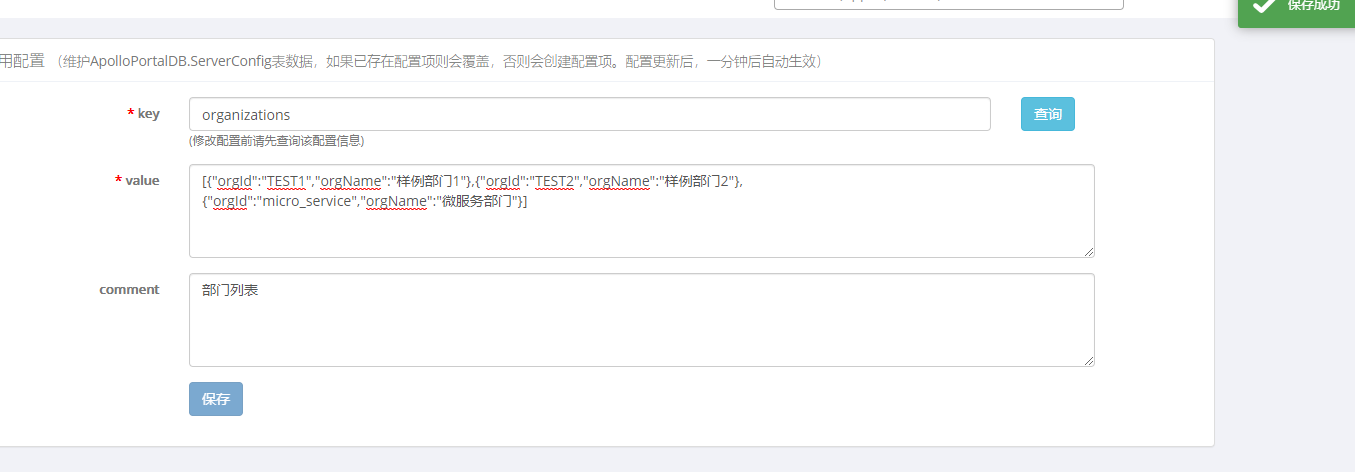 保存成功
用配置 （维护ApolloPortalDB.ServerConfig表数据，如果已存在配置项则会覆盖，否则会创建配置项。配置更新后，一分钟后自动生效）
* key
organizations
查询
(修改配置前请先查询该配置信息)
* value
[{"orgId":"TEST1","orgName":"样例部门1"},{"orgId":"TEST2","orgName":"样例部门2"},
{"orgId":"micro_service","orgName":"微服务部门"}]
comment
部门列表
保存